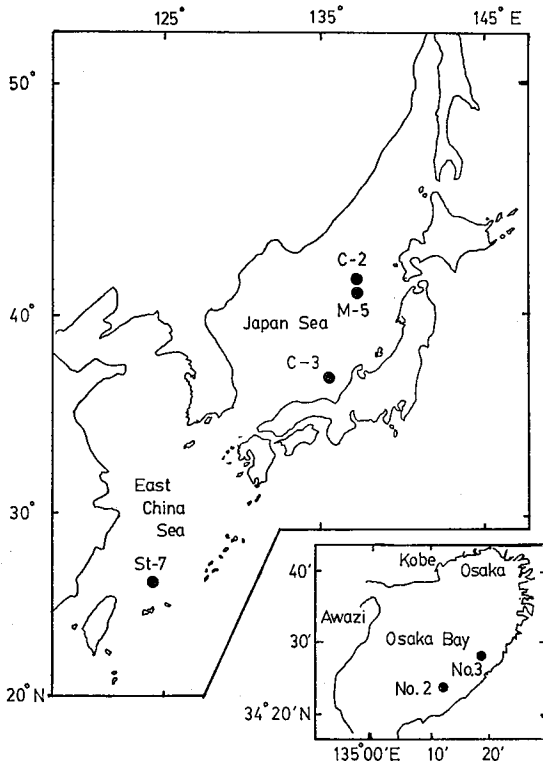 125° 135° 145° E
50°
C-2
40°
M-5
Japan Sea
C-3
East
China
Sea
30°
St-7
20° N
Kobe
Osaka
40'
Awazi
Osaka Bay
30'
No.3
No. 2
34° 20'N
135° 00'E 10' 20'